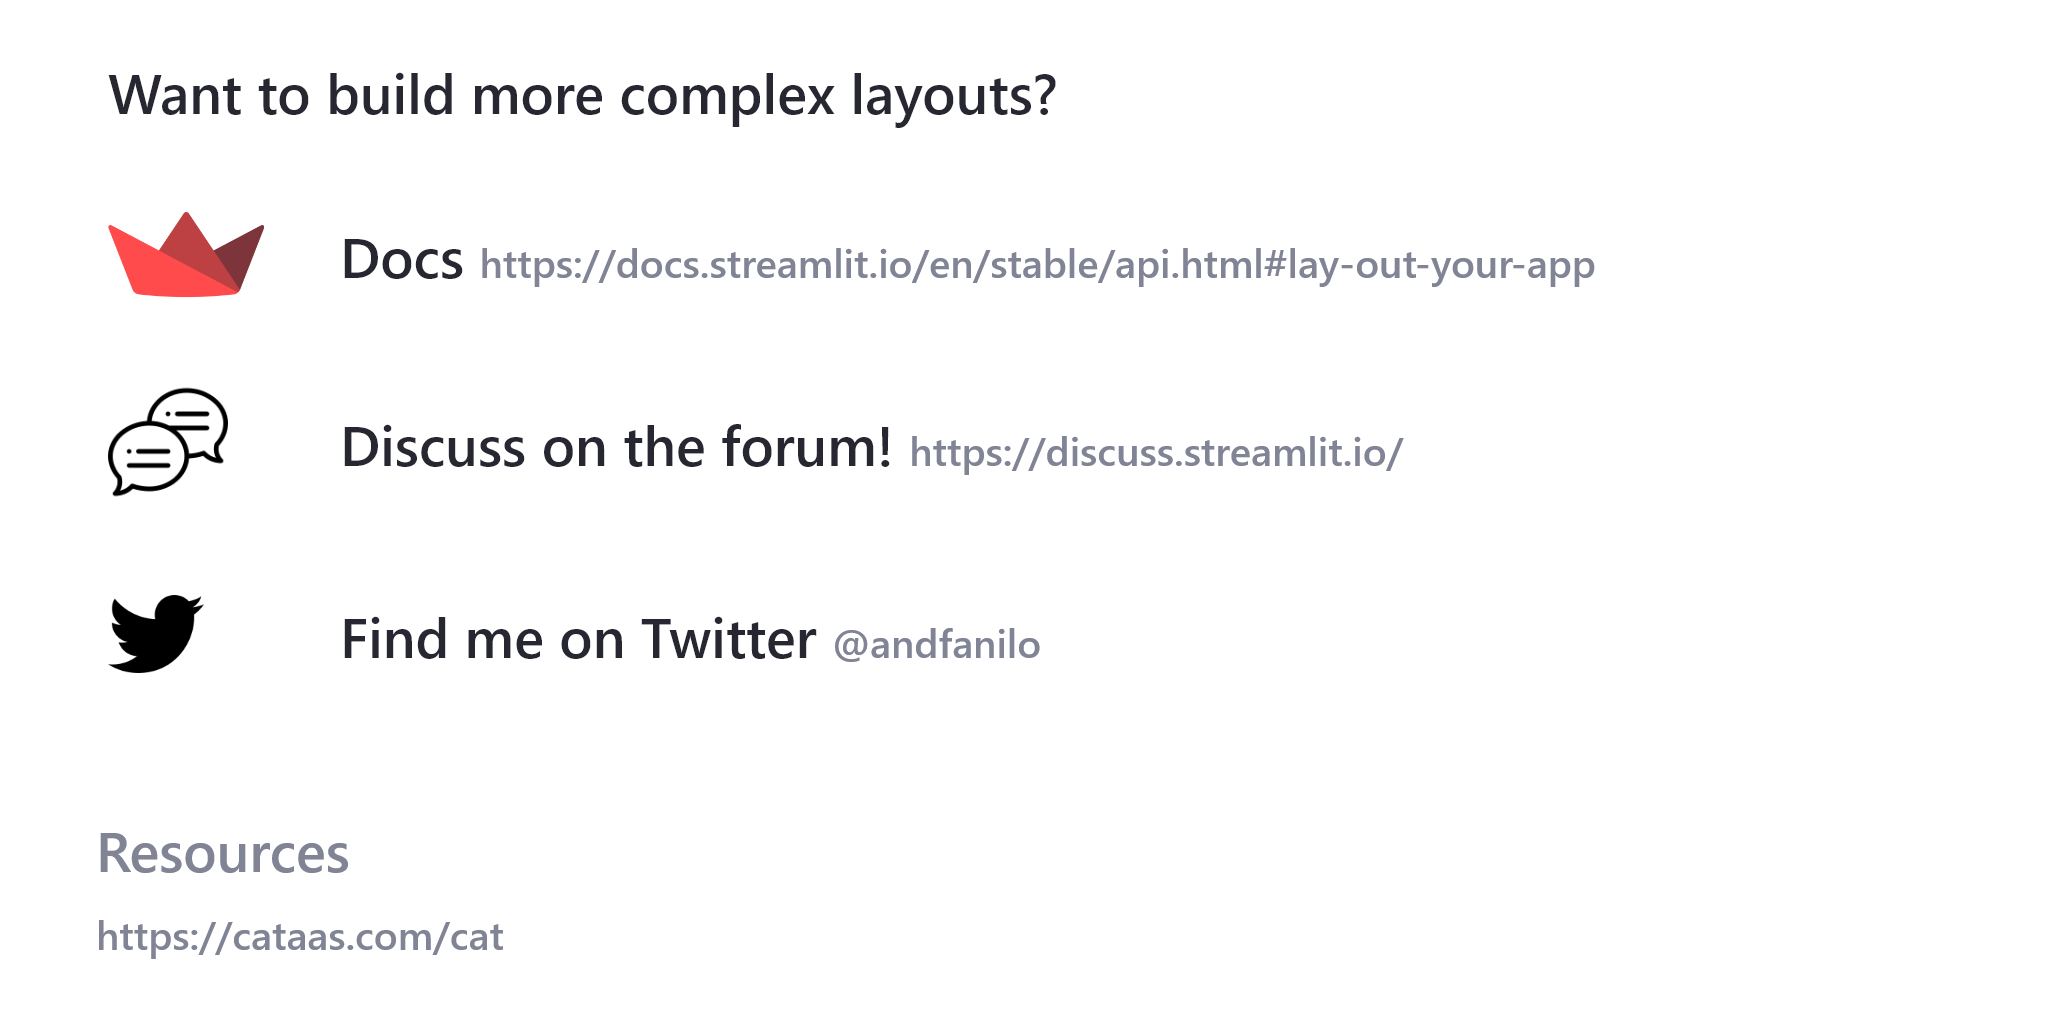 Want to build more complex layouts?
Docs https://docs.streamlit.io/en/stable/api.html#lay-out-your-app
Discuss on the forum! https://discuss.streamlit.io/
Find me on Twitter @andfanilo
Resources
https://cataas.com/cat